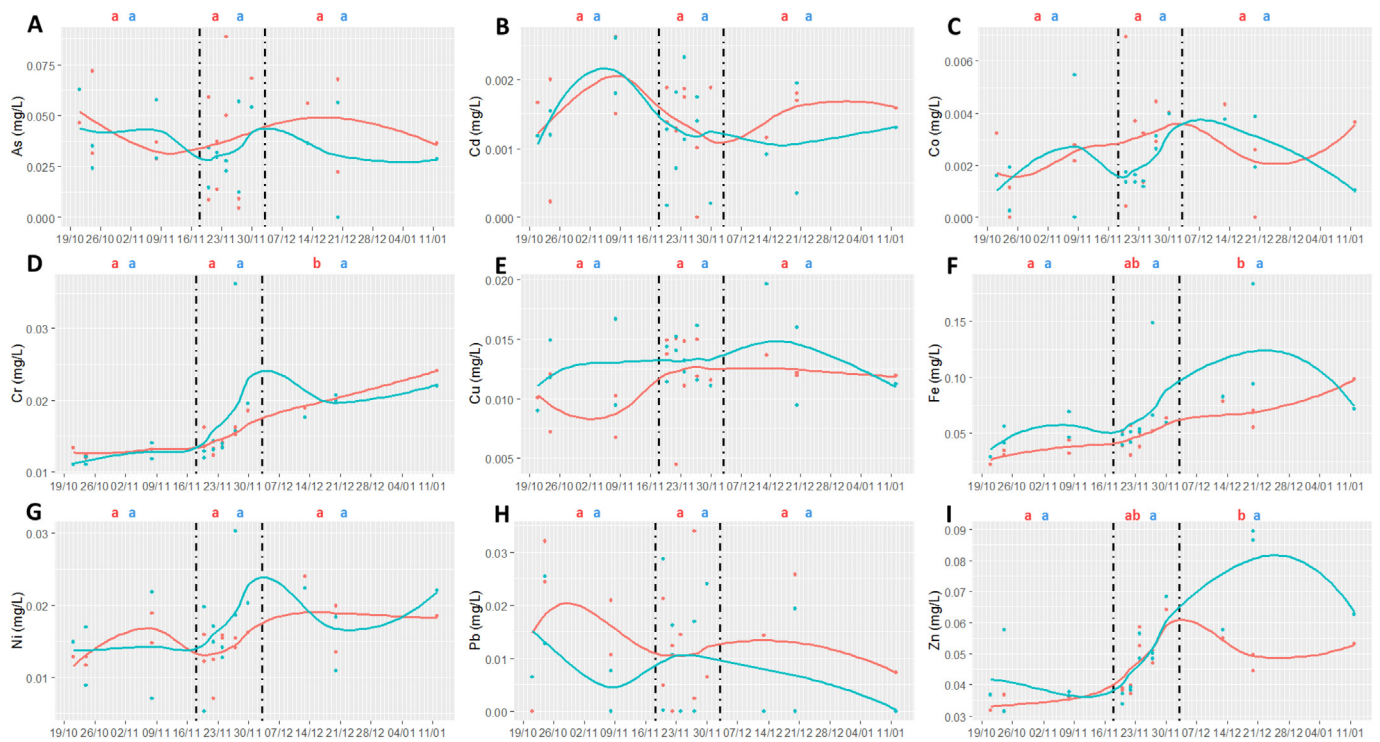 A a a a a a a
B a a a a a a
C a a a a a a
As (mg/L)
0.075
0.050
0.025
0.000
19/10 26/10 02/11 09/11 16/11 23/11 30/11 07/12 14/12 21/12 28/12 04/01 11/01
Cd (mg/L)
0.002
0.001
0.000
19/10 26/10 02/11 09/11 16/11 23/11 30/11 07/12 14/12 21/12 28/12 04/01 11/01
Co (mg/L)
0.006
0.004
0.002
0.000
19/10 26/10 02/11 09/11 16/11 23/11 30/11 07/12 14/12 21/12 28/12 04/01 11/01
D a a a a b a
E a a a a a a
F a a ab a b a
Cr (mg/L)
0.03
0.02
0.01
19/10 26/10 02/11 09/11 16/11 23/11 30/11 07/12 14/12 21/12 28/12 04/01 11/01
Cu (mg/L)
0.020
0.015
0.010
0.005
19/10 26/10 02/11 09/11 16/11 23/11 30/11 07/12 14/12 21/12 28/12 04/01 11/01
Fe (mg/L)
0.15
0.10
0.05
0.00
19/10 26/10 02/11 09/11 16/11 23/11 30/11 07/12 14/12 21/12 28/12 04/01 11/01
G a a a a a a
H a a a a a a
I a a ab a b a
Ni (mg/L)
0.03
0.02
0.01
19/10 26/10 02/11 09/11 16/11 23/11 30/11 07/12 14/12 21/12 28/12 04/01 11/01
Pb (mg/L)
0.03
0.02
0.01
0.00
19/10 26/10 02/11 09/11 16/11 23/11 30/11 07/12 14/12 21/12 28/12 04/01 11/01
Zn (mg/L)
0.09
0.08
0.07
0.06
0.05
0.04
0.03
19/10 26/10 02/11 09/11 16/11 23/11 30/11 07/12 14/12 21/12 28/12 04/01 11/01